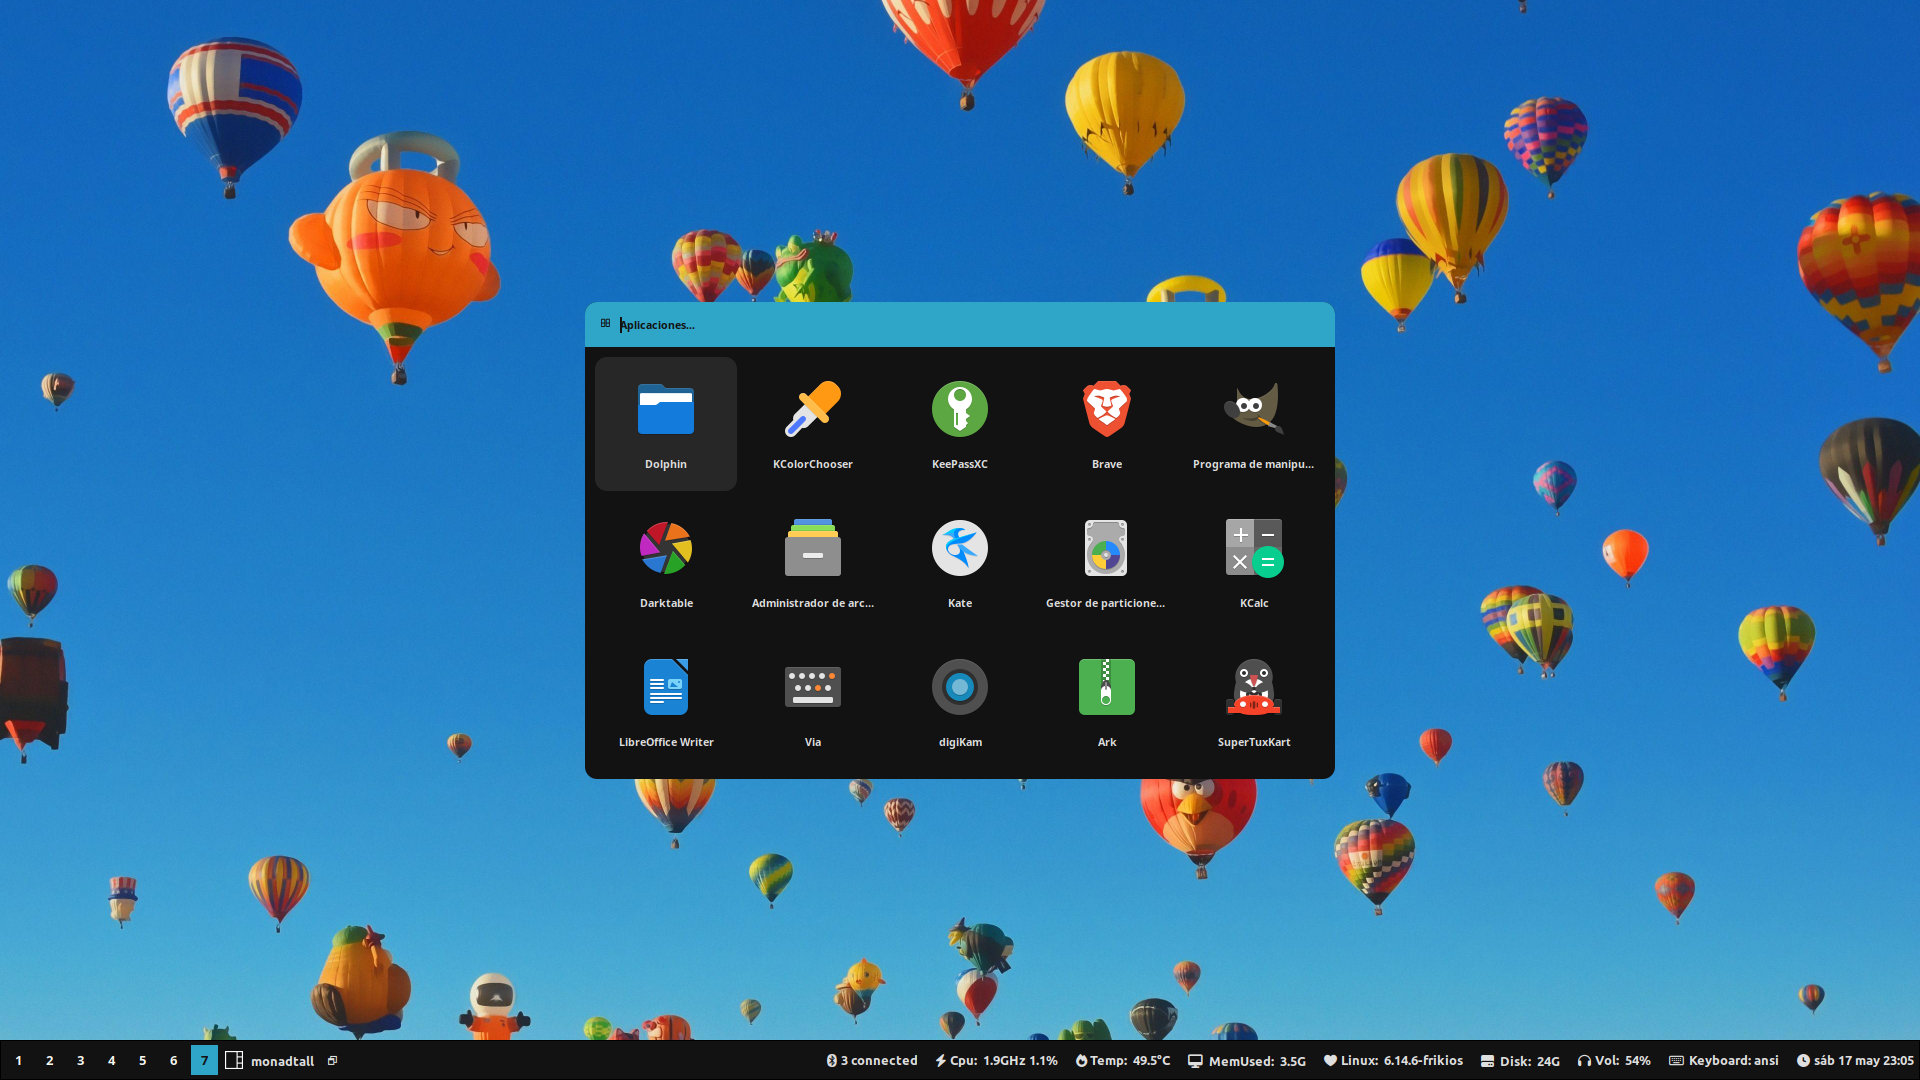 Aplicaciones...
Dolphin
KColorChooser
KeePassXC
Brave
Programa de manipu...
Darktable
Administrador de arc...
Kate
Gestor de particione...
KCalc
LibreOffice Writer
Via
digiKam
Ark
SuperTuxKart
1 2 3 4 5 6 7 monadtall 3 connected Cpu: 1.9GHz 1.1% Temp: 49.5°C MemUsed: 3.5G Linux: 6.14.6-frikios Disk: 24G Vol: 54% Keyboard: ansi sáb 17 may 23:05